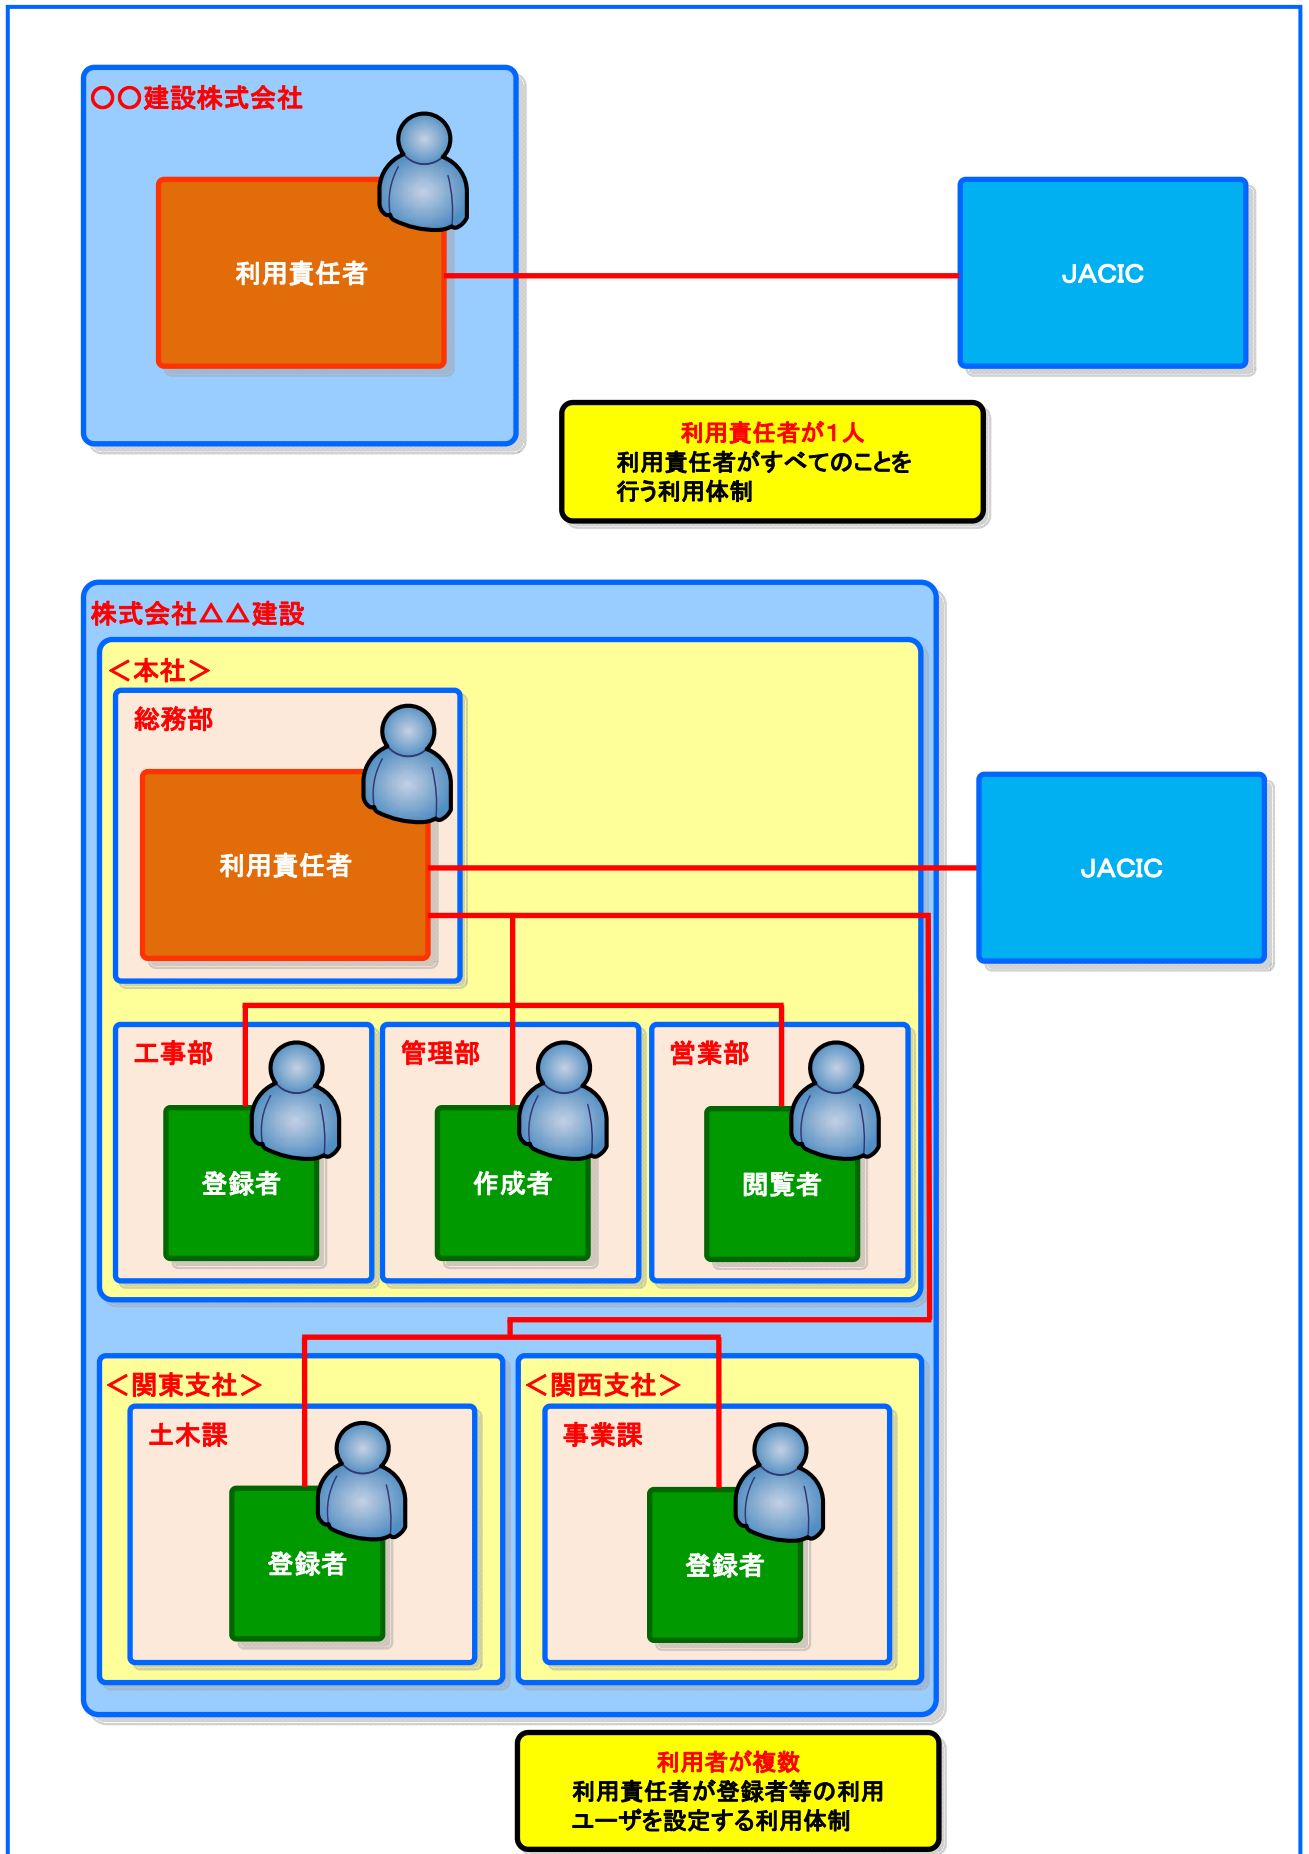 〇〇建設株式会社
利用責任者
JACIC
利用責任者が1人
利用責任者がすべてのことを
行う利用体制
株式会社△△建設
＜本社＞
総務部
利用責任者
JACIC
工事部
管理部
営業部
登録者
作成者
閲覧者
＜関東支社＞
＜関西支社＞
土木課
事業課
登録者
登録者
利用者が複数
利用責任者が登録者等の利用
ユーザを設定する利用体制